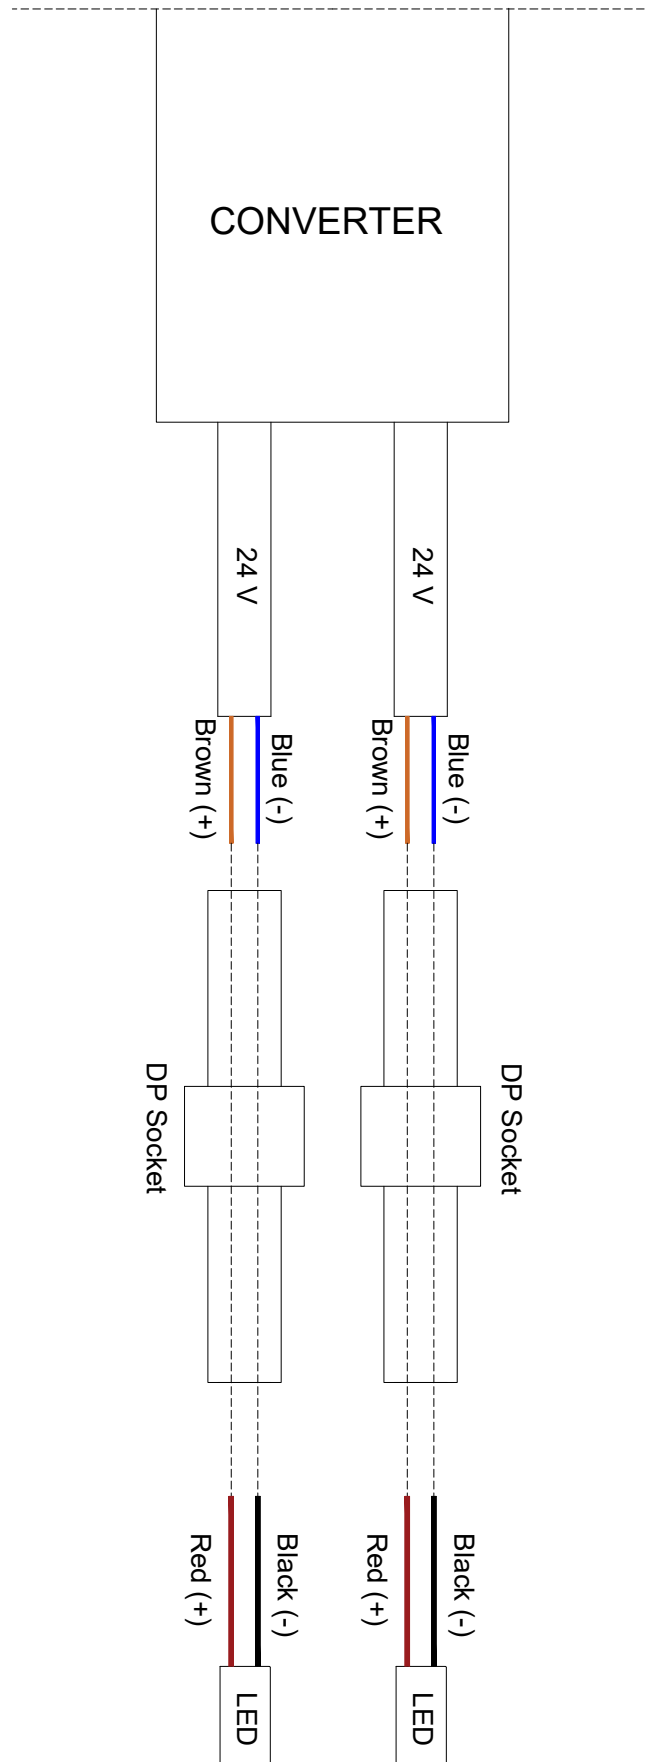 CONVERTER
24 V
24 V
Brown (+)
Blue (-)
Brown (+)
Blue (-)
DP Socket
DP Socket
Red (+)
Black (-)
Red (+)
Black (-)
LED
LED